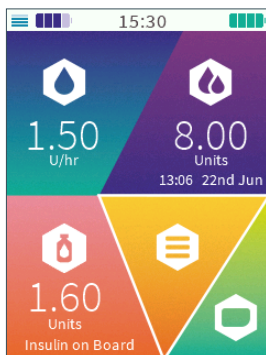 15:30
1.50
U/hr
8.00
Units
13:06 22nd Jun
1.60
Units
Insulin on Board